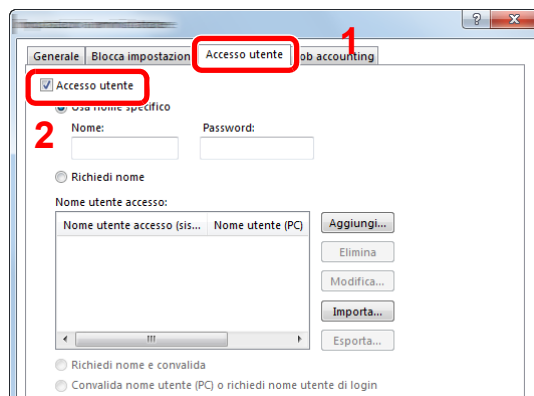 ? X
1
Generale Blocca impostazion Accesso utente ob accounting
Accesso utente
Usa nome specifico
2
Nome: Password:
Richiedi nome
Nome utente accesso:
Nome utente accesso (sis... Nome utente (PC)
Aggiungi...
Elimina
Modifica...
Importa...
Esporta...
Richiedi nome e convalida
Convalida nome utente (PC) o richiedi nome utente di login